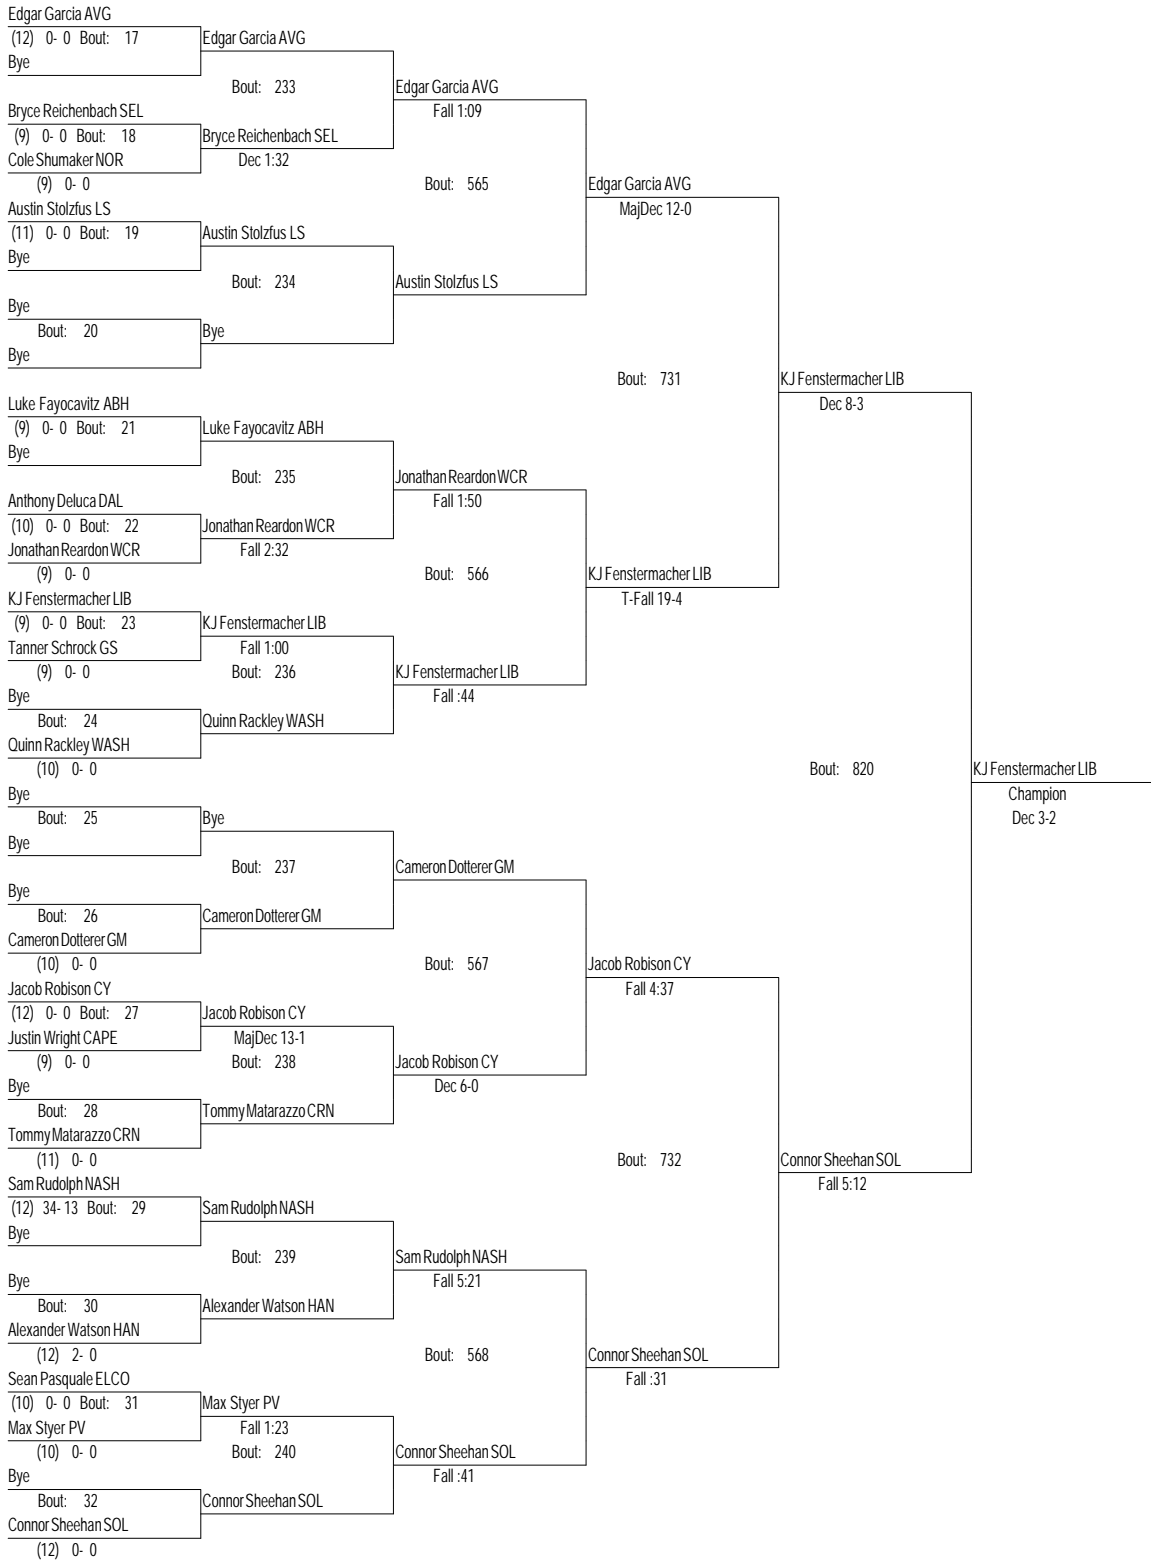 Edgar Garcia AVG
(12) 0- 0 Bout: 17 Edgar Garcia AVG
Bye
Bout: 233 Edgar Garcia AVG
Bryce Reichenbach SEL Fall 1:09
(9) 0- 0 Bout: 18 Bryce Reichenbach SEL
Cole Shumaker NOR Dec 1:32
(9) 0- 0 Bout: 565 Edgar Garcia AVG
Austin Stolzfus LS MajDec 12-0
(11) 0- 0 Bout: 19 Austin Stolzfus LS
Bye
Bout: 234 Austin Stolzfus LS
Bye
Bout: 20 Bye
Bye
Bout: 731 KJ Fenstermacher LIB
Luke Fayocavitz ABH Dec 8-3
(9) 0- 0 Bout: 21 Luke Fayocavitz ABH
Bye
Bout: 235 Jonathan Reardon WCR
Anthony Deluca DAL Fall 1:50
(10) 0- 0 Bout: 22 Jonathan Reardon WCR
Jonathan Reardon WCR Fall 2:32
(9) 0- 0 Bout: 566 KJ Fenstermacher LIB
KJ Fenstermacher LIB T-Fall 19-4
(9) 0- 0 Bout: 23 KJ Fenstermacher LIB
Tanner Schrock GS Fall 1:00
(9) 0- 0 Bout: 236 KJ Fenstermacher LIB
Bye Fall :44
Bout: 24 Quinn Rackley WASH
Quinn Rackley WASH
(10) 0- 0 Bout: 820 KJ Fenstermacher LIB
Bye Champion
Bout: 25 Bye Dec 3-2
Bye
Bout: 237 Cameron Dotterer GM
Bye
Bout: 26 Cameron Dotterer GM
Cameron Dotterer GM
(10) 0- 0 Bout: 567 Jacob Robison CY
Jacob Robison CY Fall 4:37
(12) 0- 0 Bout: 27 Jacob Robison CY
Justin Wright CAPE MajDec 13-1
(9) 0- 0 Bout: 238 Jacob Robison CY
Bye Dec 6-0
Bout: 28 Tommy Matarazzo CRN
Tommy Matarazzo CRN
(11) 0- 0 Bout: 732 Connor Sheehan SOL
Sam Rudolph NASH Fall 5:12
(12) 34- 13 Bout: 29 Sam Rudolph NASH
Bye
Bout: 239 Sam Rudolph NASH
Bye Fall 5:21
Bout: 30 Alexander Watson HAN
Alexander Watson HAN
(12) 2- 0 Bout: 568 Connor Sheehan SOL
Sean Pasquale ELCO Fall :31
(10) 0- 0 Bout: 31 Max Styer PV
Max Styer PV Fall 1:23
(10) 0- 0 Bout: 240 Connor Sheehan SOL
Bye Fall :41
Bout: 32 Connor Sheehan SOL
Connor Sheehan SOL
(12) 0- 0